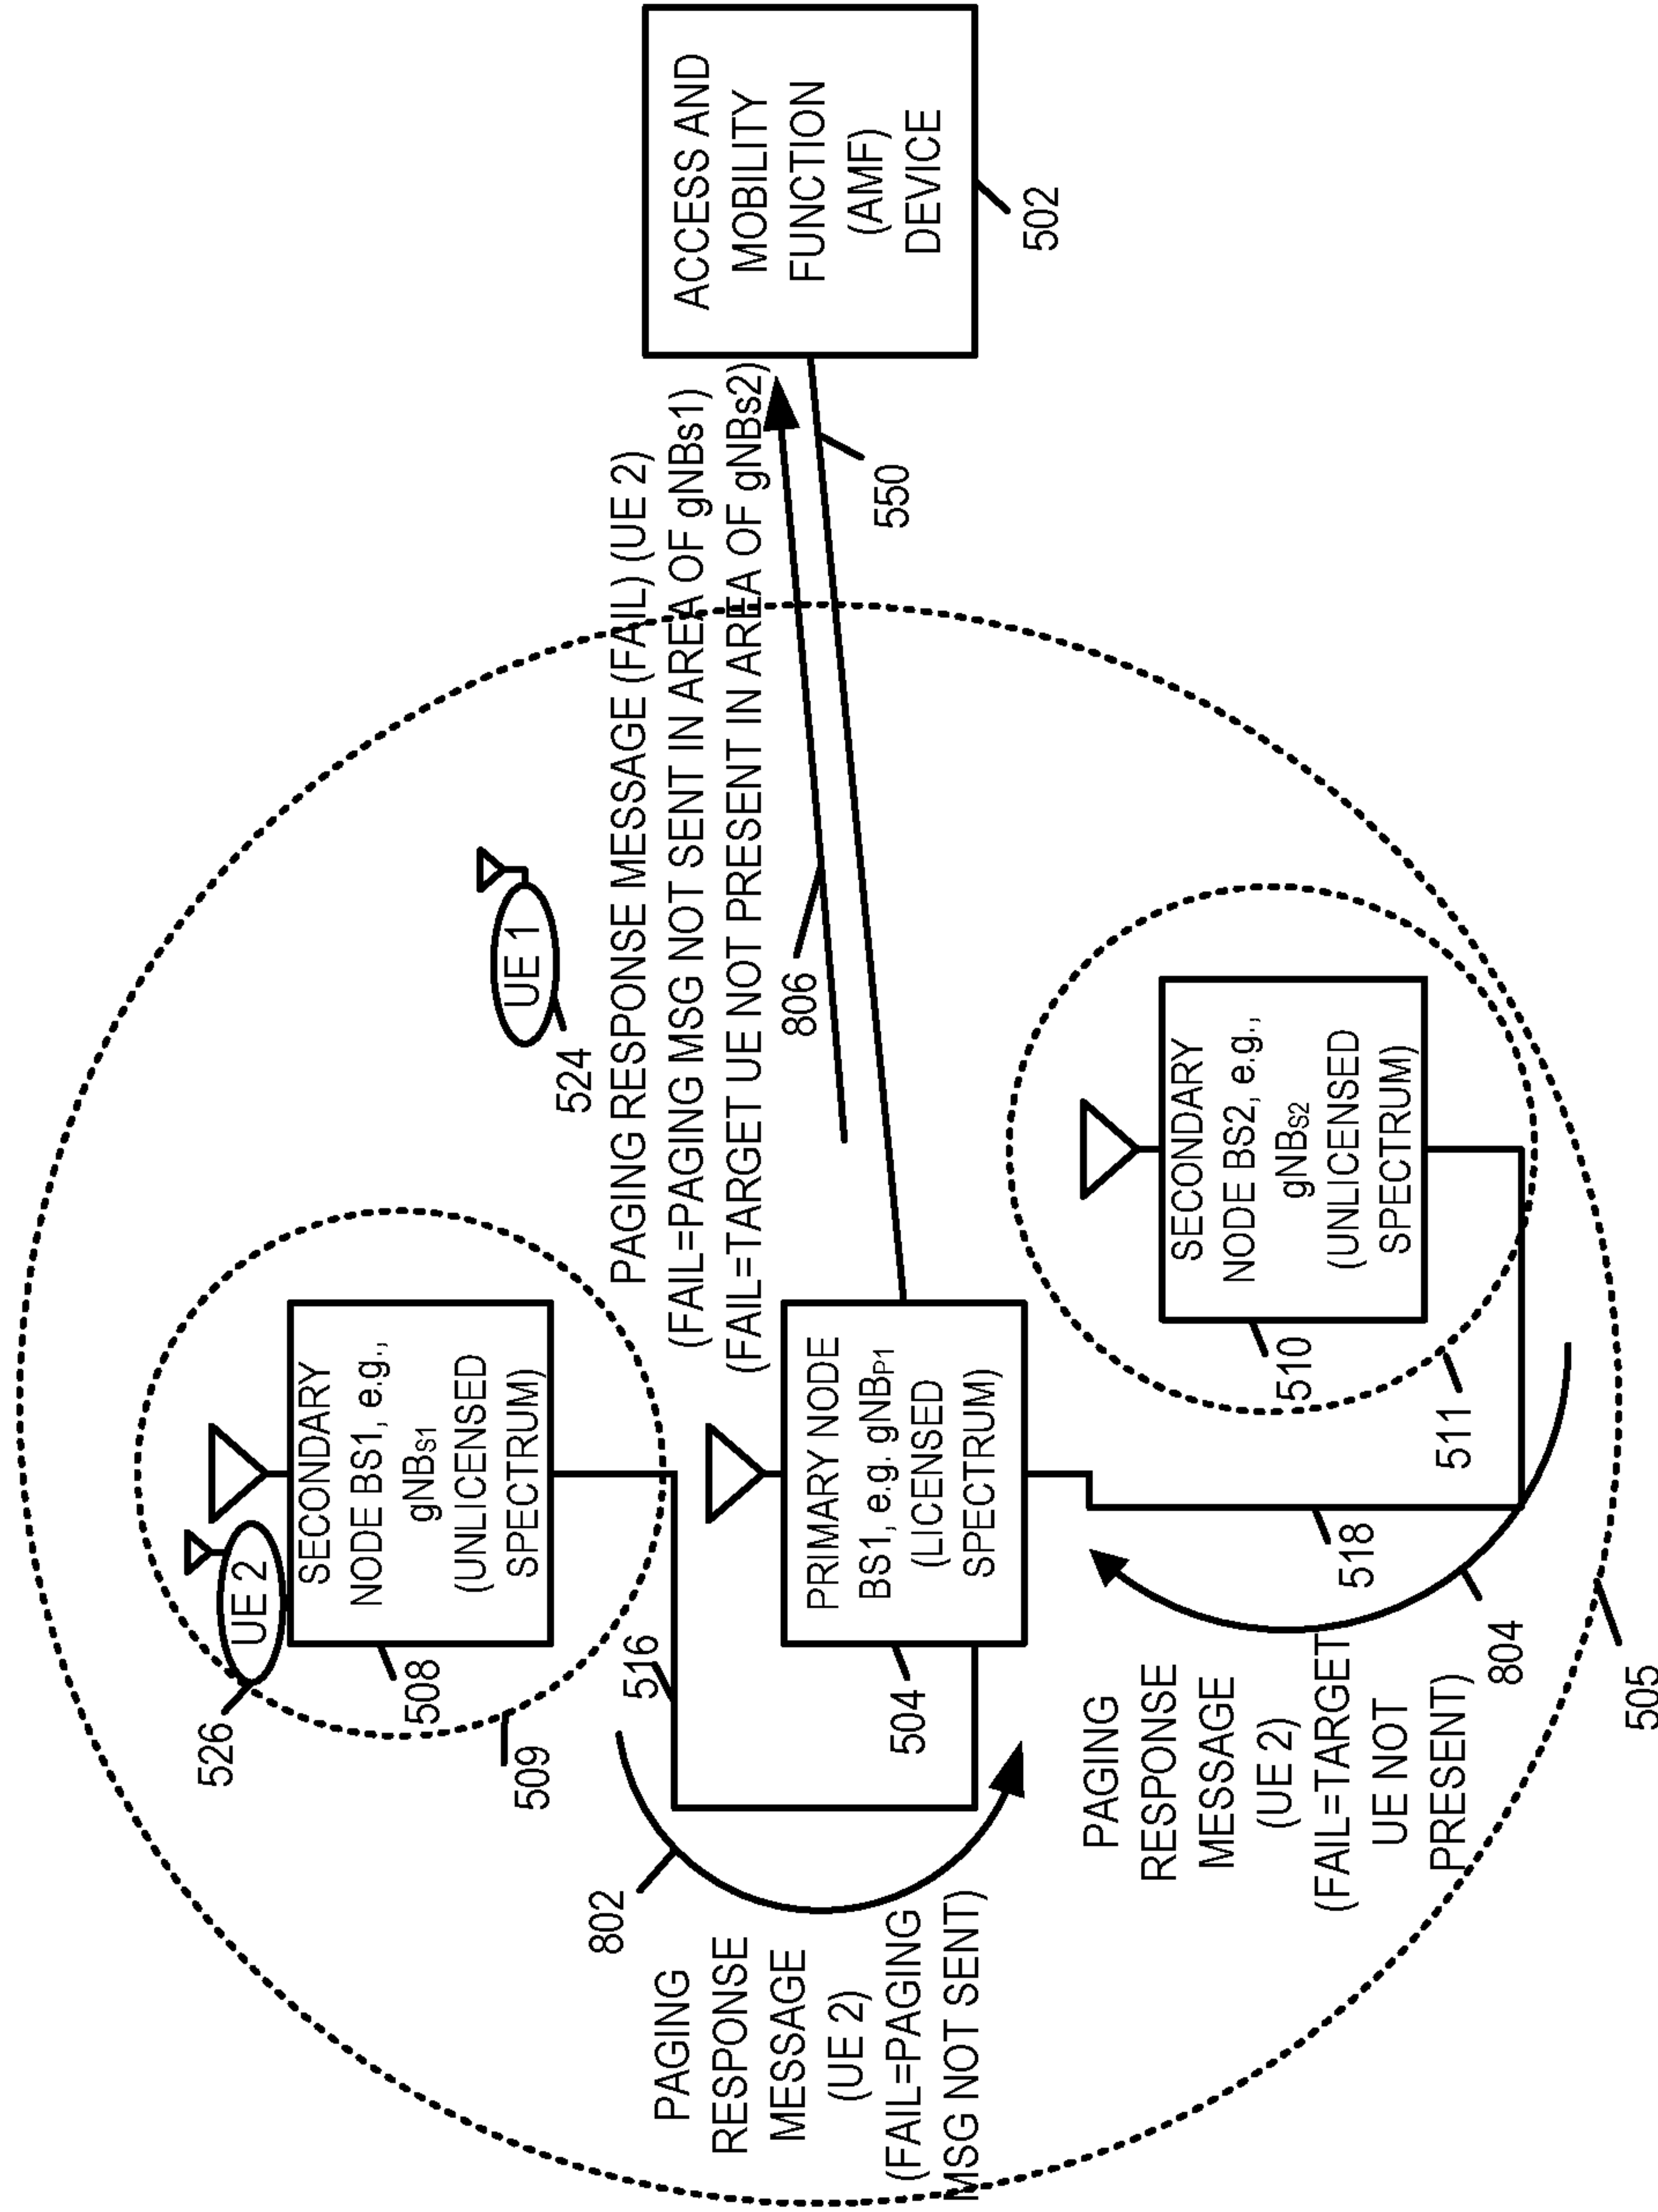 ACCESS AND
MOBILITY
FUNCTION
(AMF)
DEVICE
502
550
PAGING RESPONSE MESSAGE (FAIL) (UE 2)
(FAIL=PAGING MSG NOT SENT IN AREA OF gNBs1)
(FAIL=TARGET UE NOT PRESENT IN AREA OF gNBs2)
806
UE 1
524
UE 2
526
SECONDARY
NODE BS1, e.g.,
gNBS1
(UNLICENSED
SPECTRUM)
508
509
516
PRIMARY NODE
BS1, e.g. gNBP1
(LICENSED
SPECTRUM)
504
SECONDARY
NODE BS2, e.g.,
gNBS2
(UNLICENSED
SPECTRUM)
510
511
518
802
PAGING
RESPONSE
MESSAGE
(UE 2)
(FAIL=PAGING
MSG NOT SENT)
PAGING
RESPONSE
MESSAGE
(UE 2)
(FAIL=TARGET
UE NOT
PRESENT)
804
505